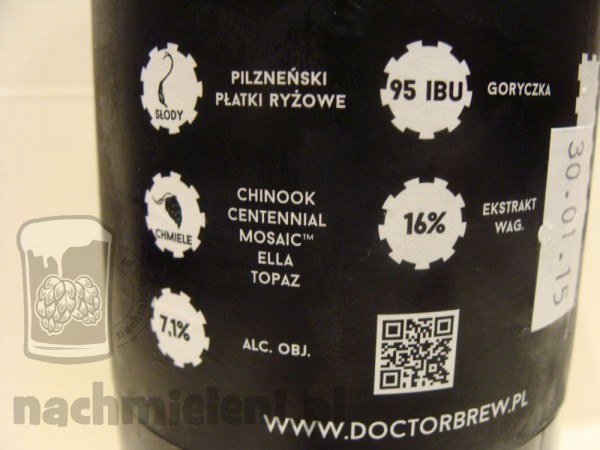 SŁODY
PILZNEŃSKI
PŁATKI RYŻOWE
95 IBU
GORYCZKA
CHMIELE
CHINOOK
CENTENNIAL
MOSAIC™
ELLA
TOPAZ
16%
EKSTRAKT
WAG.
7,1%
ALC. OBJ.
30.01.15
WWW.DOCTORBREW.PL
nachmieleni.pl